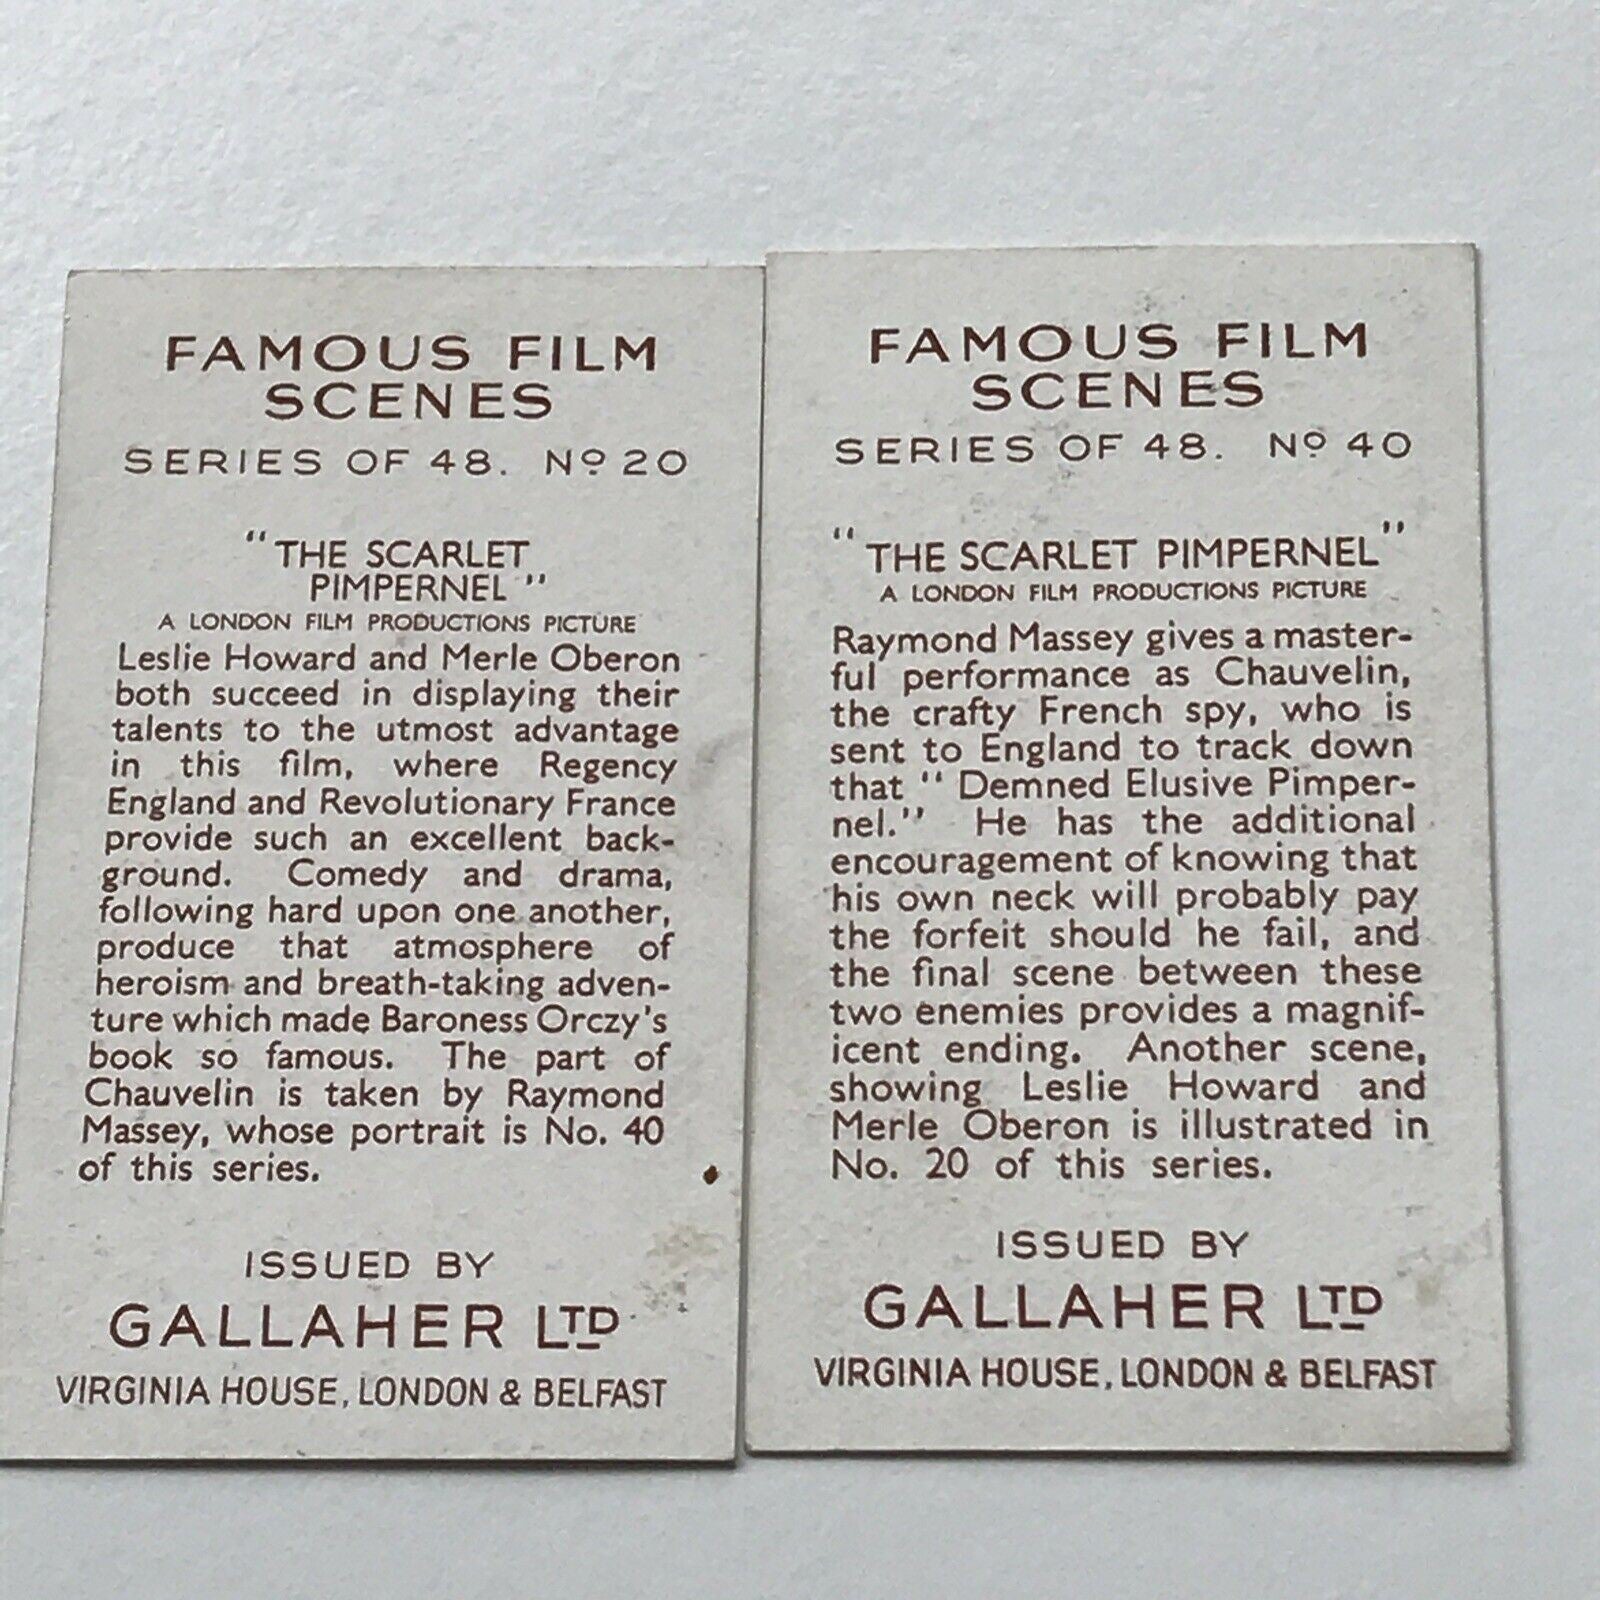 FAMOUS FILM
SCENES
SERIES OF 48. Nº 20
"THE SCARLET
PIMPERNEL"
A LONDON FILM PRODUCTIONS PICTURE
Leslie Howard and Merle Oberon
both succeed in displaying their
talents to the utmost advantage
in this film, where Regency
England and Revolutionary France
provide such an excellent back-
ground. Comedy and drama,
following hard upon one another,
produce that atmosphere of
heroism and breath-taking adven-
ture which made Baroness Orczy's
book so famous. The part of
Chauvelin is taken by Raymond
Massey, whose portrait is No. 40
of this series.
ISSUED BY
GALLAHER LTD
VIRGINIA HOUSE, LONDON & BELFAST
FAMOUS FILM
SCENES
SERIES OF 48. Nº 40
"THE SCARLET PIMPERNEL"
A LONDON FILM PRODUCTIONS PICTURE
Raymond Massey gives a master-
ful performance as Chauvelin,
the crafty French spy, who is
sent to England to track down
that "Demned Elusive Pimper-
nel." He has the additional
encouragement of knowing that
his own neck will probably pay
the forfeit should he fail, and
the final scene between these
two enemies provides a magnif-
icent ending. Another scene,
showing Leslie Howard and
Merle Oberon is illustrated in
No. 20 of this series.
ISSUED BY
GALLAHER LTD
VIRGINIA HOUSE, LONDON & BELFAST